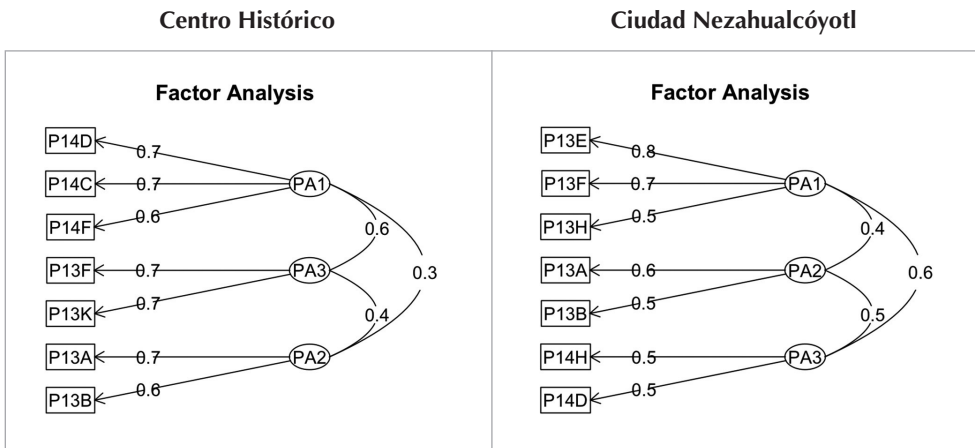 Centro Histórico
Factor Analysis
P14D
0.7
P14C
0.7
PA1
P14F
0.6
0.6
P13F
0.7
PA3
0.3
P13K
0.7
0.4
P13A
0.7
PA2
P13B
0.6
Ciudad Nezahualcóyotl
Factor Analysis
P13E
0.8
P13F
0.7
PA1
P13H
0.5
0.4
P13A
0.6
PA2
0.6
P13B
0.5
0.5
P14H
0.5
PA3
P14D
0.5